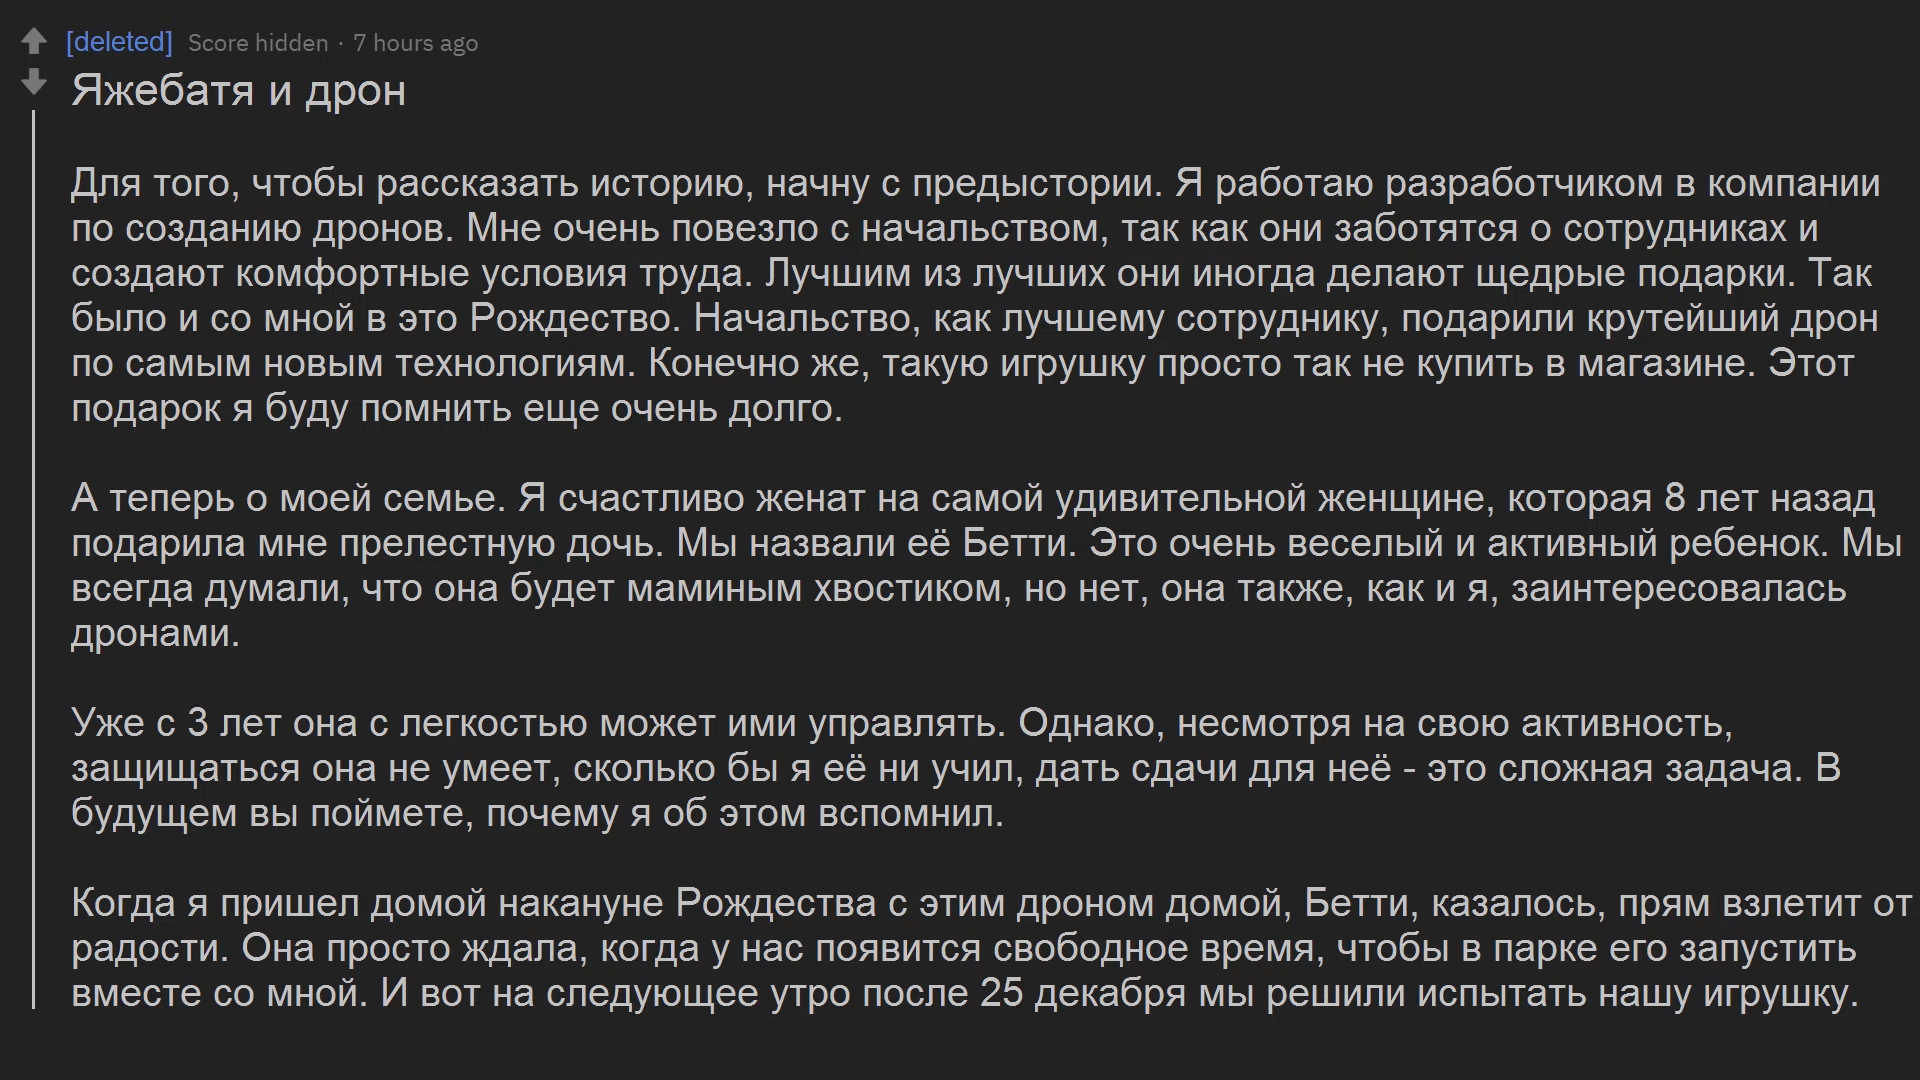 [deleted] Score hidden · 7 hours ago
Яжебатя и дрон
Для того, чтобы рассказать историю, начну с предыстории. Я работаю разработчиком в компании
по созданию дронов. Мне очень повезло с начальством, так как они заботятся о сотрудниках и
создают комфортные условия труда. Лучшим из лучших они иногда делают щедрые подарки. Так
было и со мной в это Рождество. Начальство, как лучшему сотруднику, подарили крутейший дрон
по самым новым технологиям. Конечно же, такую игрушку просто так не купить в магазине. Этот
подарок я буду помнить еще очень долго.
А теперь о моей семье. Я счастливо женат на самой удивительной женщине, которая 8 лет назад
подарила мне прелестную дочь. Мы назвали её Бетти. Это очень веселый и активный ребенок. Мы
всегда думали, что она будет маминым хвостиком, но нет, она также, как и я, заинтересовалась
дронами.
Уже с 3 лет она с легкостью может ими управлять. Однако, несмотря на свою активность,
защищаться она не умеет, сколько бы я её ни учил, дать сдачи для неё - это сложная задача. В
будущем вы поймете, почему я об этом вспомнил.
Когда я пришел домой накануне Рождества с этим дроном домой, Бетти, казалось, прям взлетит от
радости. Она просто ждала, когда у нас появится свободное время, чтобы в парке его запустить
вместе со мной. И вот на следующее утро после 25 декабря мы решили испытать нашу игрушку.